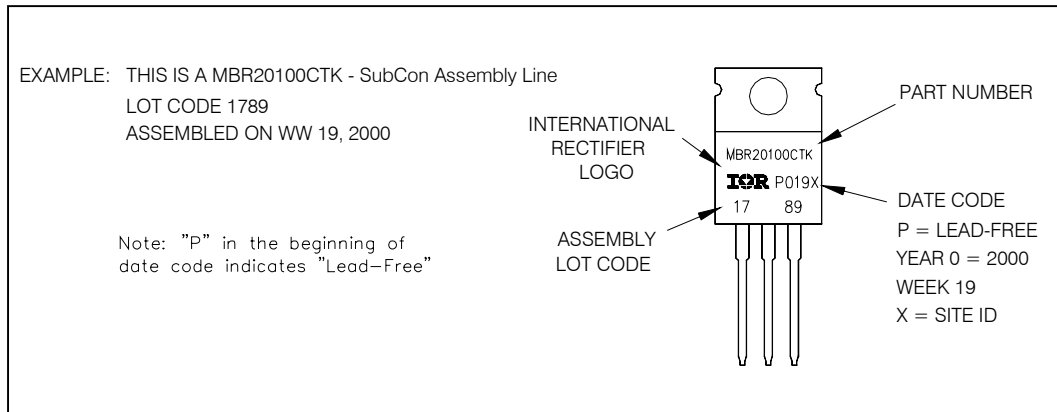 EXAMPLE: THIS IS A MBR20100CTK - SubCon Assembly Line
LOT CODE 1789
ASSEMBLED ON WW 19, 2000
Note: "P" in the beginning of
date code indicates "Lead-Free"
INTERNATIONAL
RECTIFIER
LOGO
ASSEMBLY
LOT CODE
MBR20100CTK
IOR P019X
17 89
PART NUMBER
DATE CODE
P = LEAD-FREE
YEAR 0 = 2000
WEEK 19
X = SITE ID